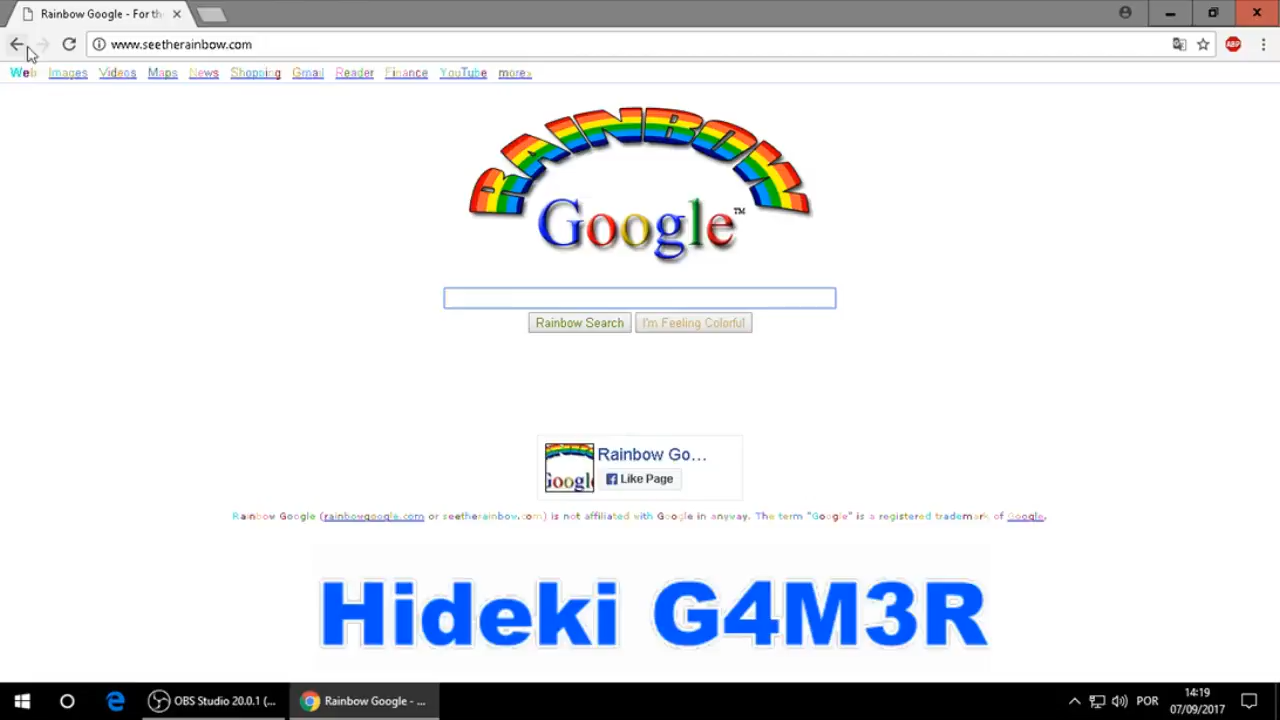 Rainbow Google - For th
www.seetherainbow.com
ABP
Web Images Videos Maps News Shopping Gmail Reader Finance YouTube more»
RAINBOW
Google™
Rainbow Search I'm Feeling Colorful
Rainbow Go...
Like Page
Rainbow Google (rainbowgoogle.com or seetherainbow.com) is not affiliated with Google in anyway. The term "Google" is a registered trademark of Google.
Hideki G4M3R
OBS Studio 20.0.1 (... Rainbow Google - ... POR 14:19
07/09/2017